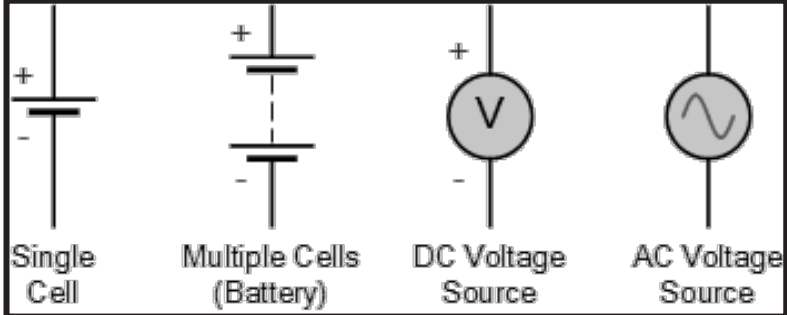 +
-
Single
Cell
+
-
Multiple Cells
(Battery)
+
V
-
DC Voltage
Source
AC Voltage
Source